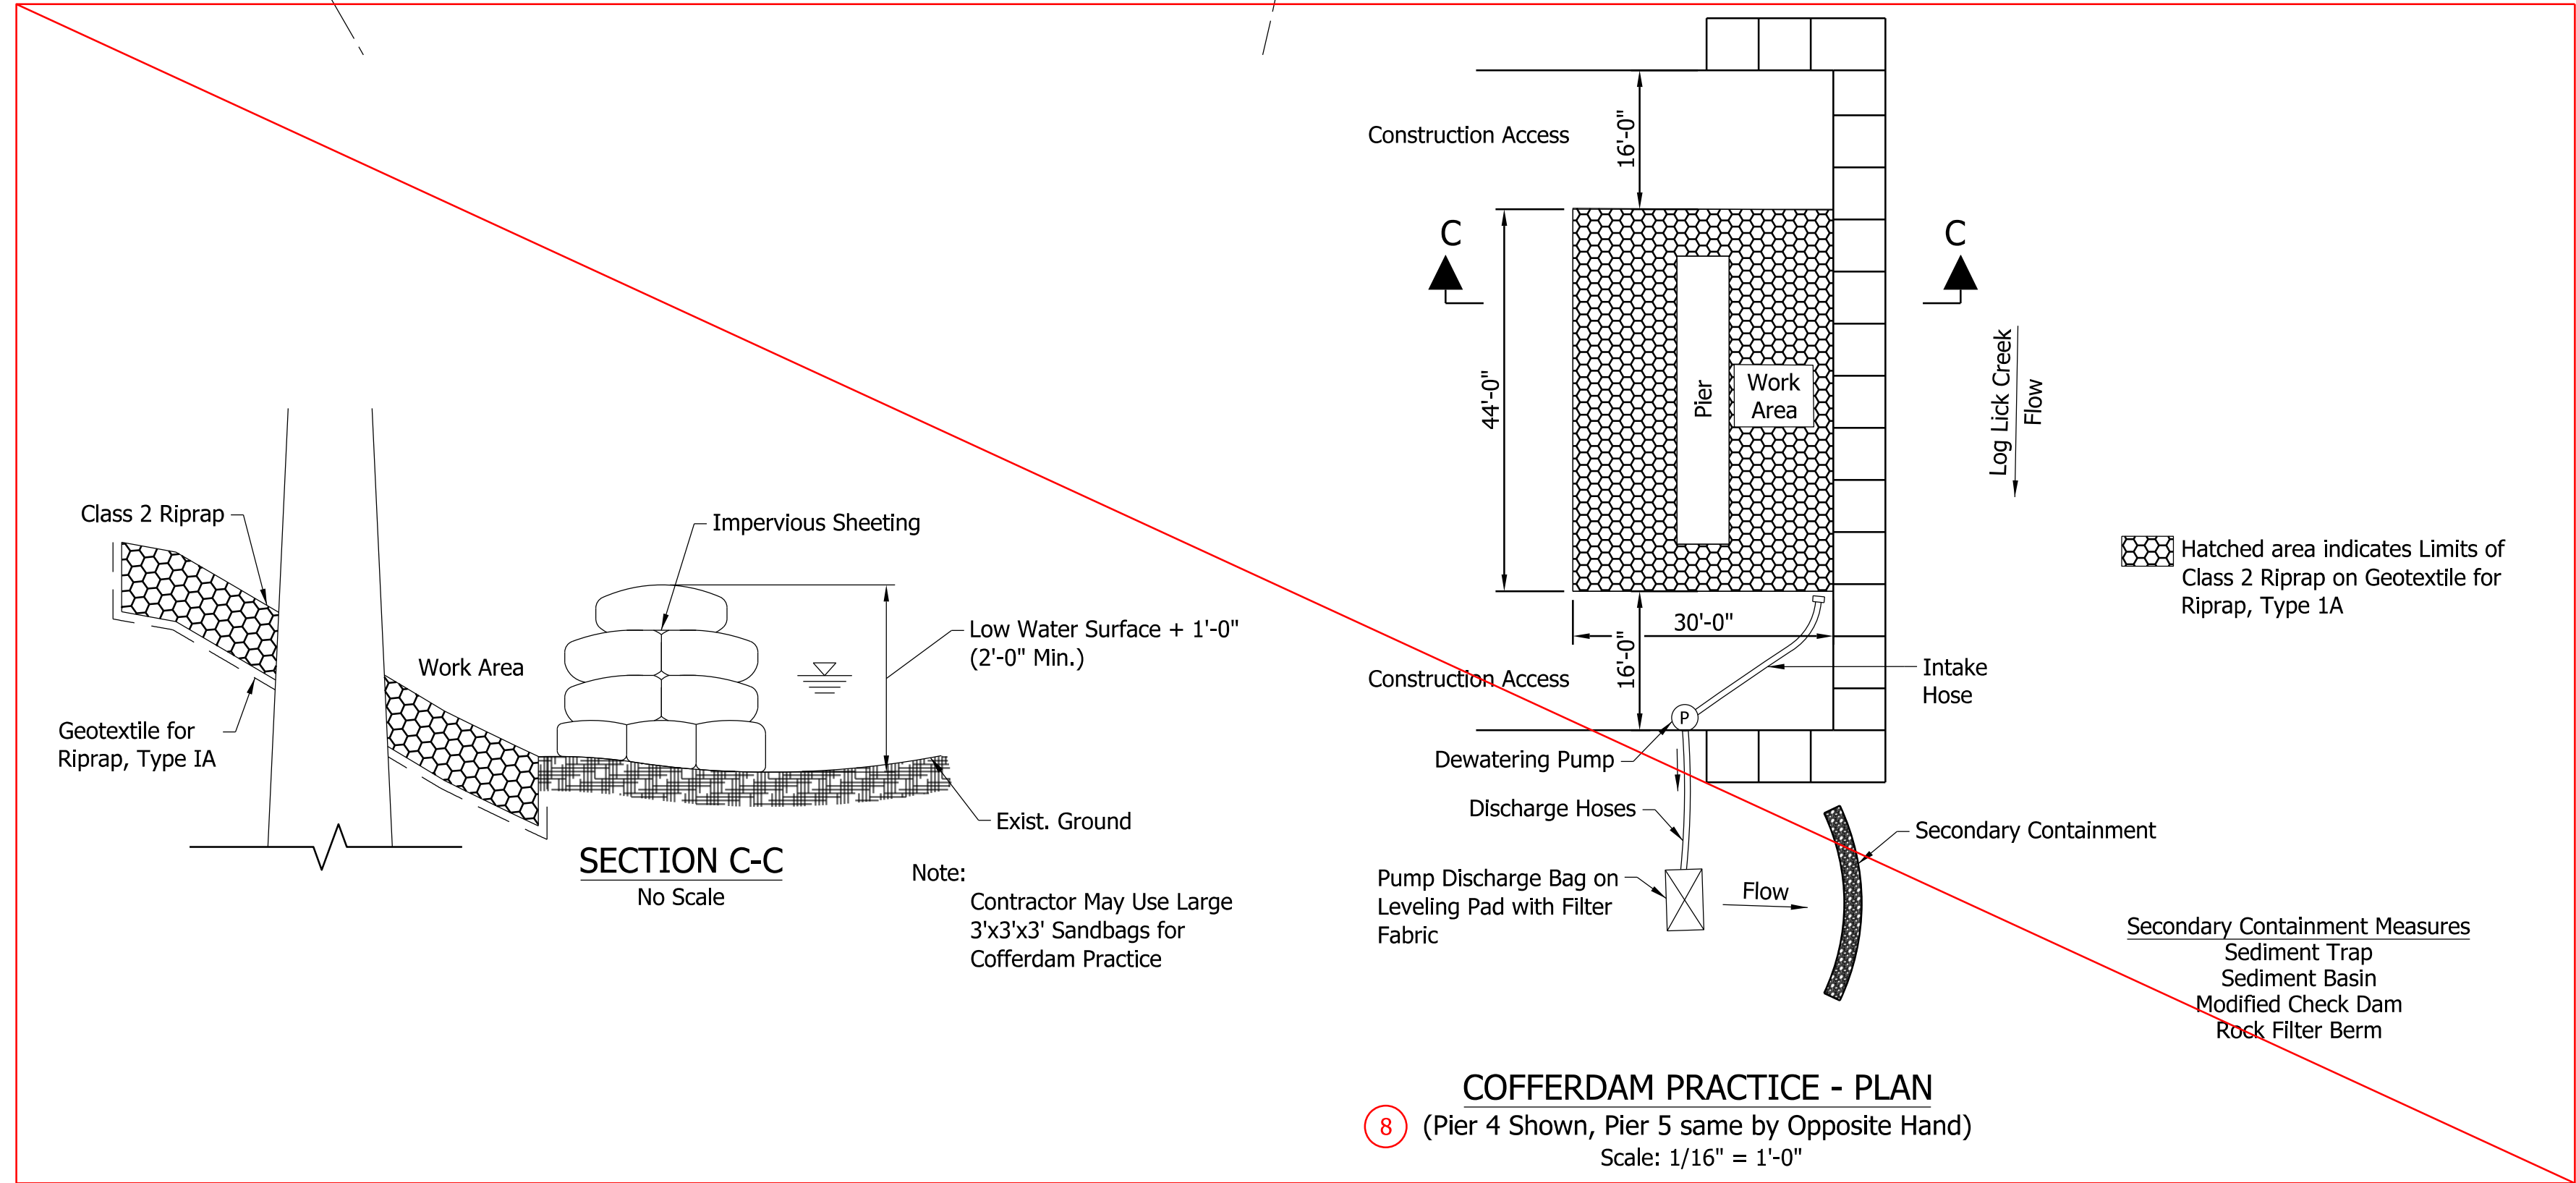 Class 2 Riprap
Geotextile for
Riprap, Type IA
Work Area
Impervious Sheeting
Low Water Surface + 1'-0"
(2'-0" Min.)
Exist. Ground
SECTION C-C
No Scale
Note:
Contractor May Use Large
3'x3'x3' Sandbags for
Cofferdam Practice
Construction Access
16'-0"
C
C
44'-0"
Pier
Work
Area
Log Lick Creek
Flow
30'-0"
16'-0"
Construction Access
Intake
Hose
P
Dewatering Pump
Discharge Hoses
Pump Discharge Bag on
Leveling Pad with Filter
Fabric
Flow
Secondary Containment
Hatched area indicates Limits of
Class 2 Riprap on Geotextile for
Riprap, Type 1A
Secondary Containment Measures
Sediment Trap
Sediment Basin
Modified Check Dam
Rock Filter Berm
COFFERDAM PRACTICE - PLAN
8 (Pier 4 Shown, Pier 5 same by Opposite Hand)
Scale: 1/16" = 1'-0"